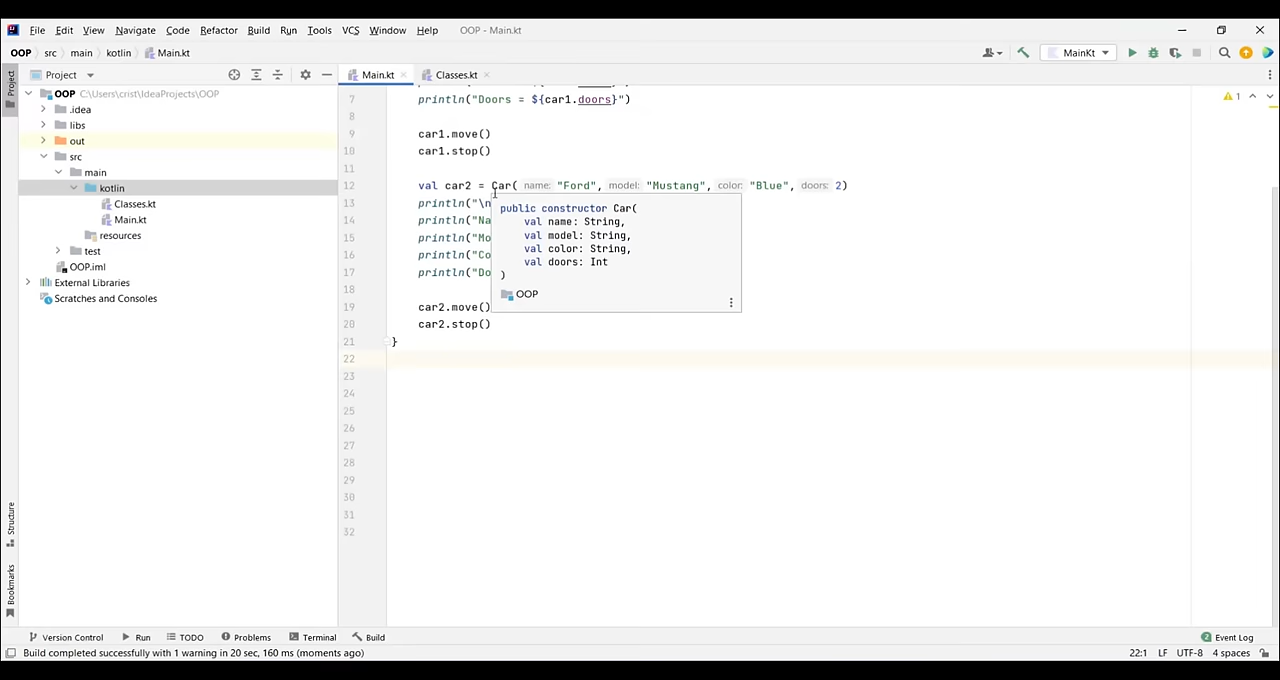 File Edit View Navigate Code Refactor Build Run Tools VCS Window Help OOP - Main.kt
OOP src main kotlin Main.kt MainKt
Project Main.kt Classes.kt
Project
OOP C:\Users\crist\IdeaProjects\OOP
.idea
libs
out
src
main
kotlin
Classes.kt
Main.kt
resources
test
OOP.iml
External Libraries
Scratches and Consoles
1
7 println("Doors = ${car1.doors}")
8
9 car1.move()
10 car1.stop()
11
12 val car2 = Car( name: "Ford", model: "Mustang", color: "Blue", doors: 2)
13 println("\n
14 println("Na
15 println("Mo
16 println("Co
17 println("Do
18
19 car2.move()
20 car2.stop()
21 }
22
23
24
25
26
27
28
29
30
31
32
public constructor Car(
val name: String,
val model: String,
val color: String,
val doors: Int
)
OOP
Structure
Bookmarks
Version Control Run TODO Problems Terminal Build Event Log
Build completed successfully with 1 warning in 20 sec, 160 ms (moments ago) 22:1 LF UTF-8 4 spaces